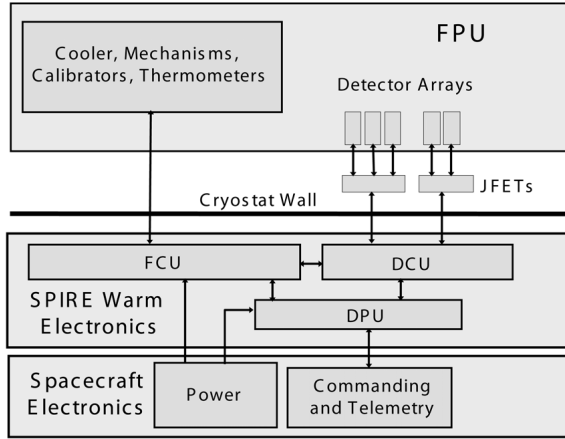 FPU
Cooler, Mechanisms,
Calibrators, Thermometers
Detector Arrays
JFETs
Cryostat Wall
FCU
DCU
SPIRE Warm
Electronics
DPU
Spacecraft
Electronics
Power
Commanding
and Telemetry